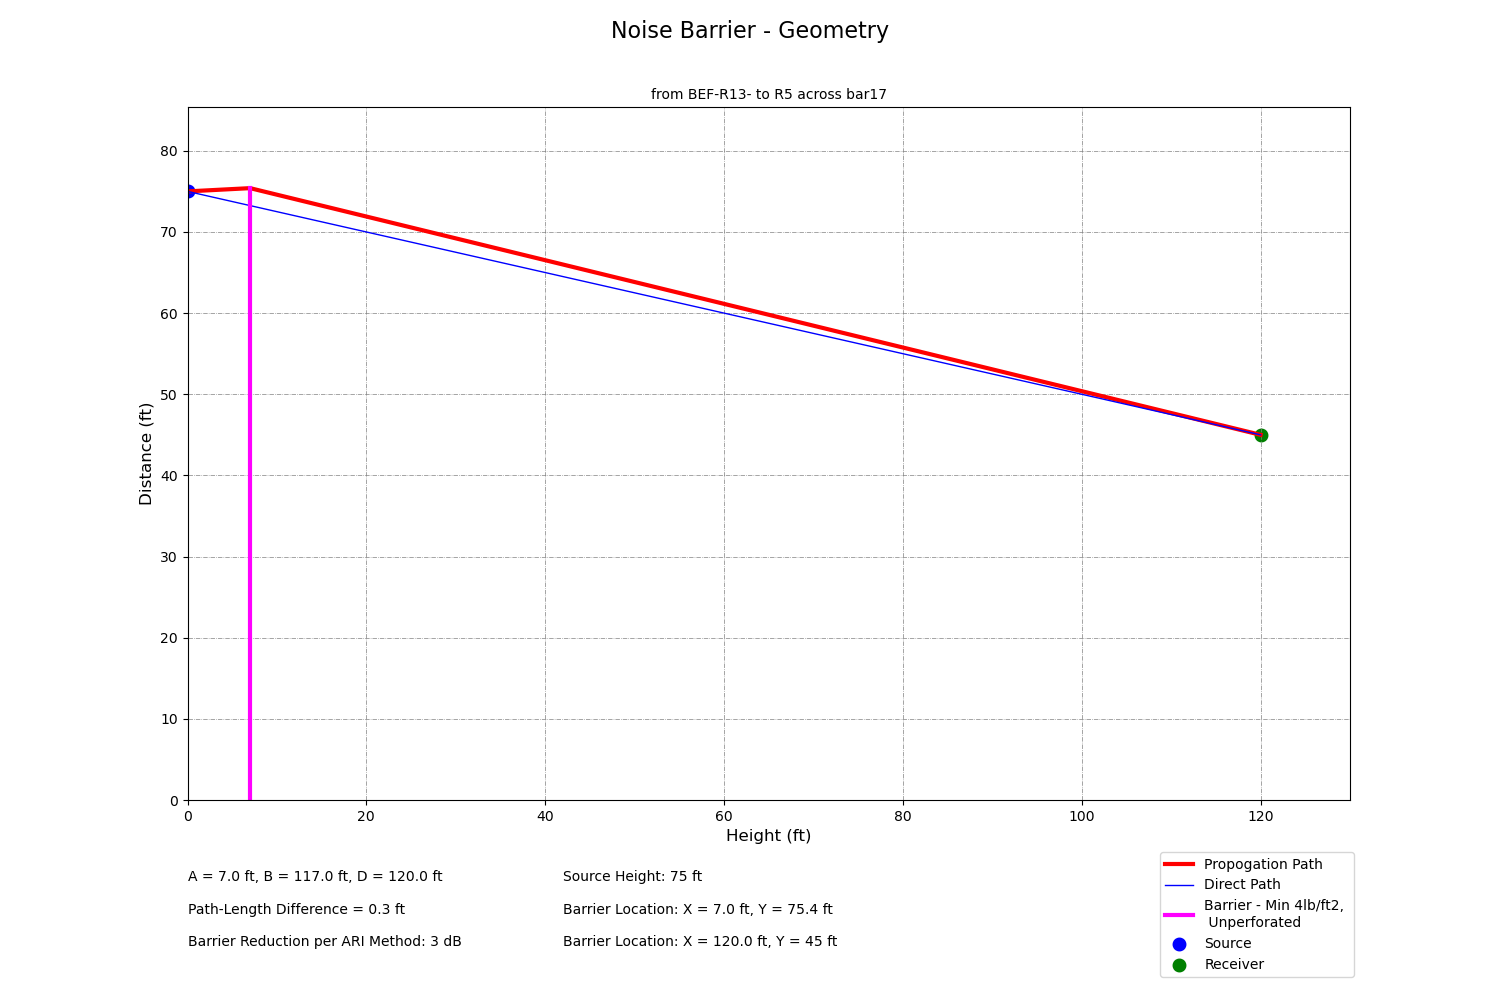 Noise Barrier - Geometry
from BEF-R13- to R5 across bar17
80
70
60
50
40
30
20
10
0
Distance (ft)
0 20 40 60 80 100 120
Height (ft)
A = 7.0 ft, B = 117.0 ft, D = 120.0 ft
Path-Length Difference = 0.3 ft
Barrier Reduction per ARI Method: 3 dB
Source Height: 75 ft
Barrier Location: X = 7.0 ft, Y = 75.4 ft
Barrier Location: X = 120.0 ft, Y = 45 ft
Propogation Path
Direct Path
Barrier - Min 4lb/ft2,
Unperforated
Source
Receiver